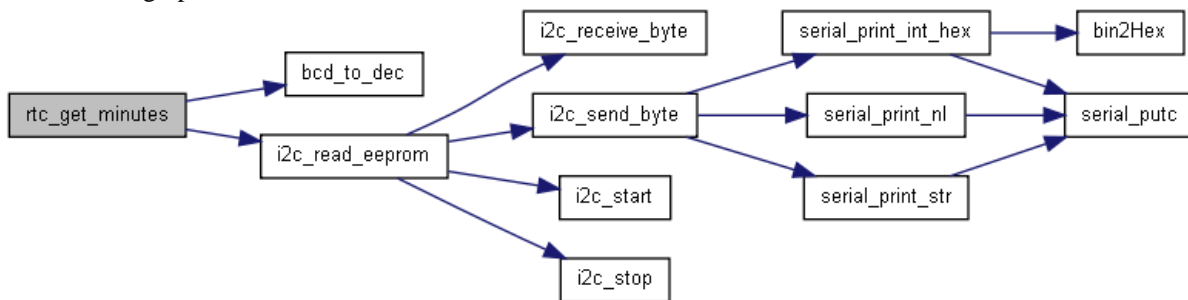 rtc_get_minutes
bcd_to_dec
i2c_read_eeprom
i2c_receive_byte
i2c_send_byte
i2c_start
i2c_stop
serial_print_int_hex
serial_print_nl
serial_print_str
bin2Hex
serial_putc